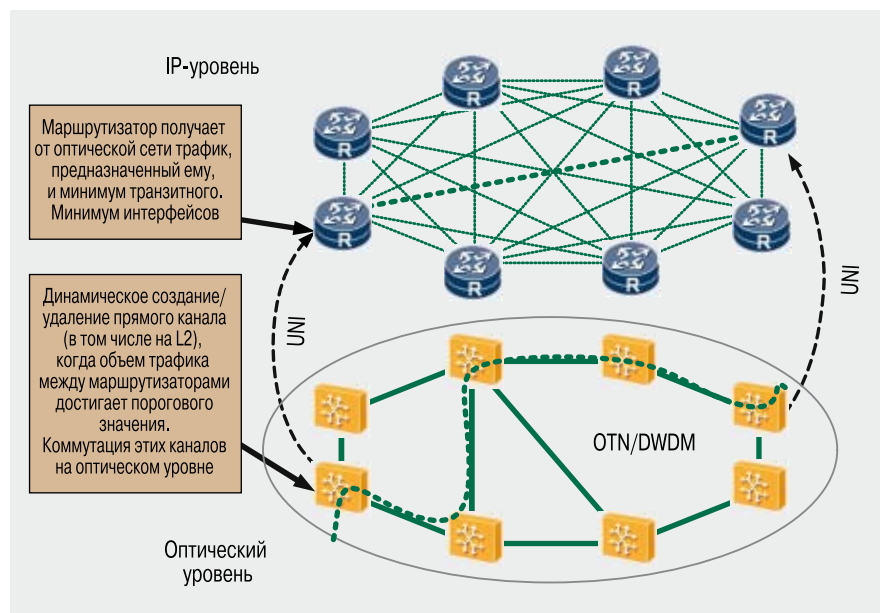 IP-уровень
Маршрутизатор получает
от оптической сети трафик,
предназначенный ему,
и минимум транзитного.
Минимум интерфейсов
R
R
R
R
R
R
R
R
UNI
UNI
Динамическое создание/
удаление прямого канала
(в том числе на L2),
когда объем трафика
между маршрутизаторами
достигает порогового
значения.
Коммутация этих каналов
на оптическом уровне
OTN/DWDM
Оптический
уровень